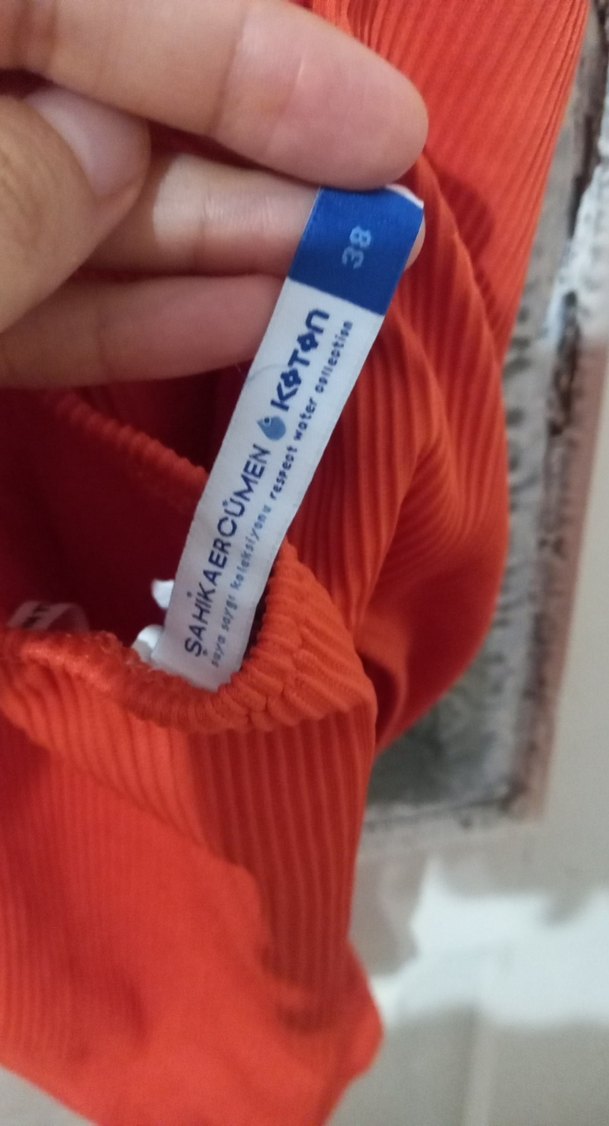 38
ŞAHİKAERCÜMEN KOTON
suya saygı koleksiyonu respect water collection